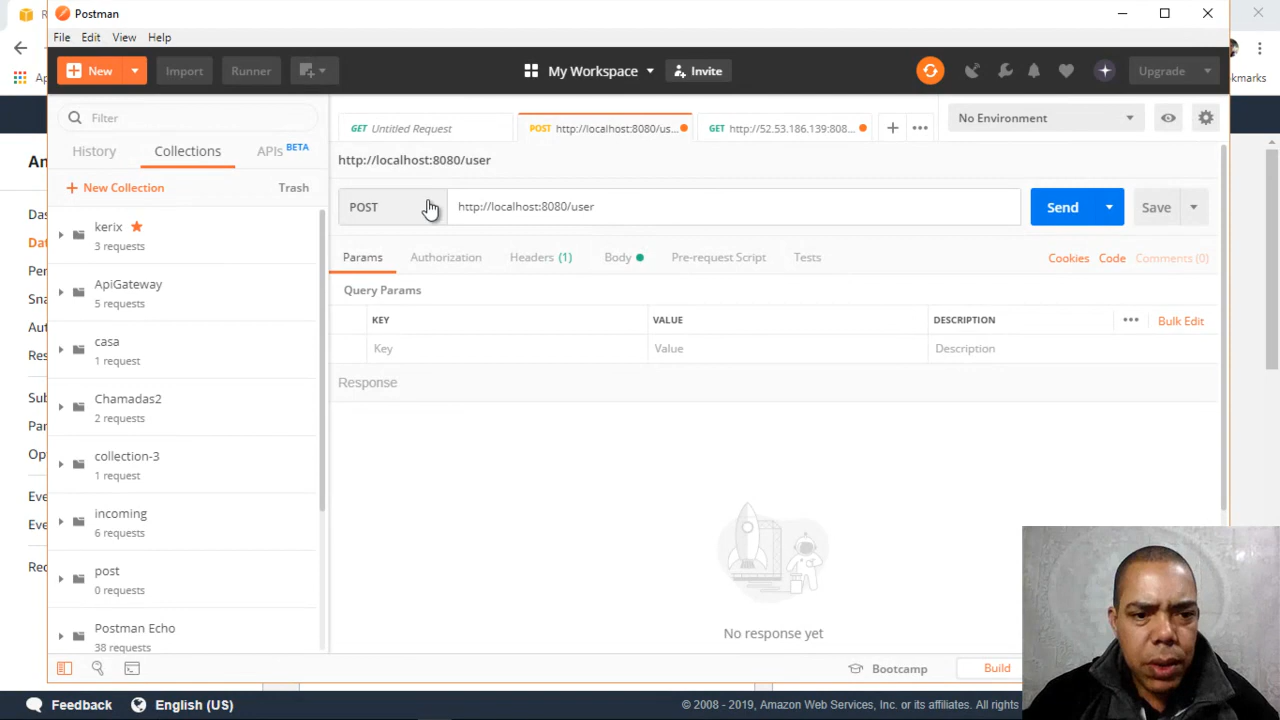 Postman
File Edit View Help
New Import Runner My Workspace Invite Upgrade
Filter
History Collections APIs BETA
New Collection Trash
kerix
3 requests
ApiGateway
5 requests
casa
1 request
Chamadas2
2 requests
collection-3
1 request
incoming
6 requests
post
0 requests
Postman Echo
38 requests
GET Untitled Request POST http://localhost:8080/us... GET http://52.53.186.139:808... No Environment
http://localhost:8080/user
POST http://localhost:8080/user Send Save
Params Authorization Headers (1) Body Pre-request Script Tests Cookies Code Comments (0)
Query Params
KEY VALUE DESCRIPTION Bulk Edit
Key Value Description
Response
No response yet
Bootcamp Build
Feedback English (US) © 2008 - 2019, Amazon Web Services, Inc. or its affiliates. All rights